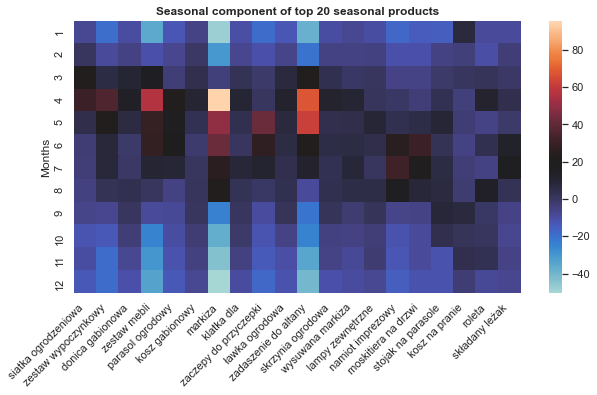 Seasonal component of top 20 seasonal products
Months
1
2
3
4
5
6
7
8
9
10
11
12
siatka ogrodzeniowa
zestaw wypoczynkowy
donica gabionowa
zestaw mebli
parasol ogrodowy
kosz gabionowy
markiza
klatka dla
zaczepy do przyczepki
ławka ogrodowa
zadaszenie do altany
skrzynia ogrodowa
wysuwana markiza
lampy zewnętrzne
namiot imprezowy
moskitiera na drzwi
stojak na parasole
kosz na pranie
roleta
składany leżak
80
60
40
20
0
−20
−40